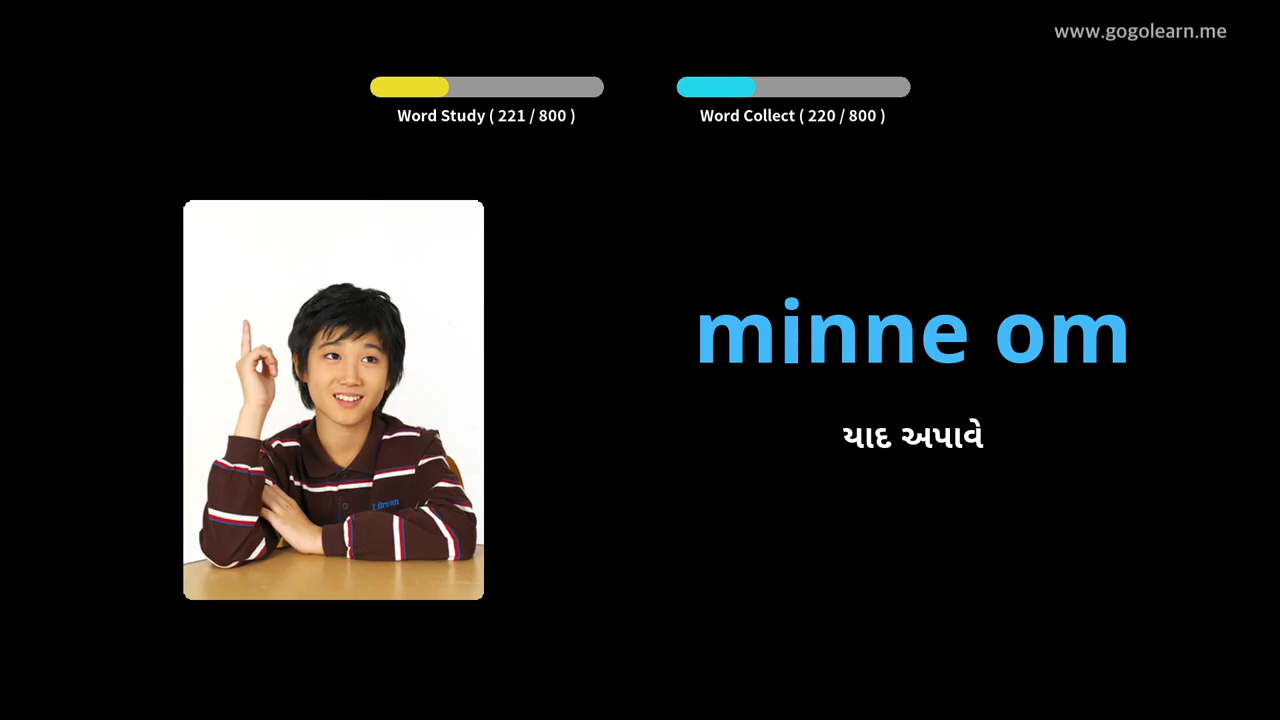 www.gogolearn.me
Word Study ( 221 / 800 )
Word Collect ( 220 / 800 )
minne om
યાદ અપાવે